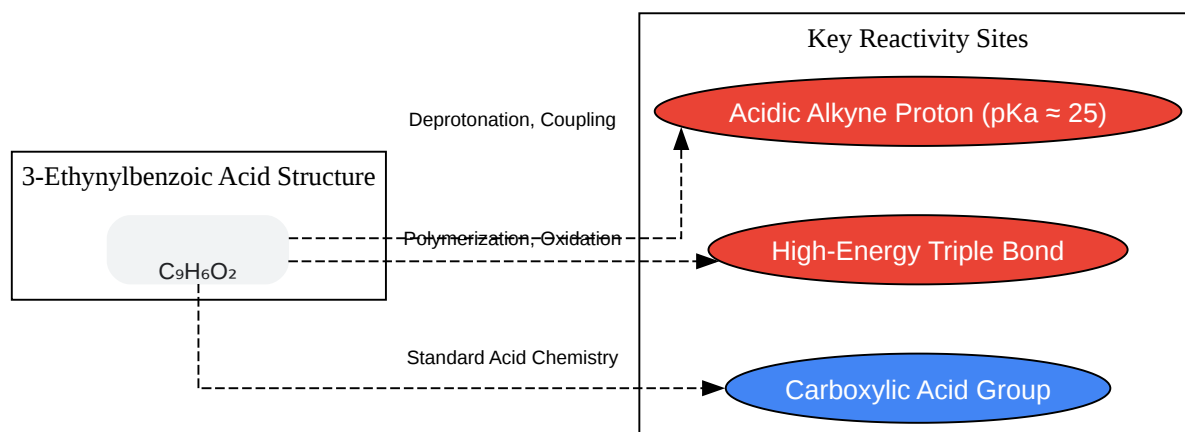 Key Reactivity Sites
Acidic Alkyne Proton (pKa ≈ 25)
Deprotonation, Coupling
3-Ethynylbenzoic Acid Structure
Polymerization, Oxidation
High-Energy Triple Bond
C₉H₆O₂
Standard Acid Chemistry
Carboxylic Acid Group